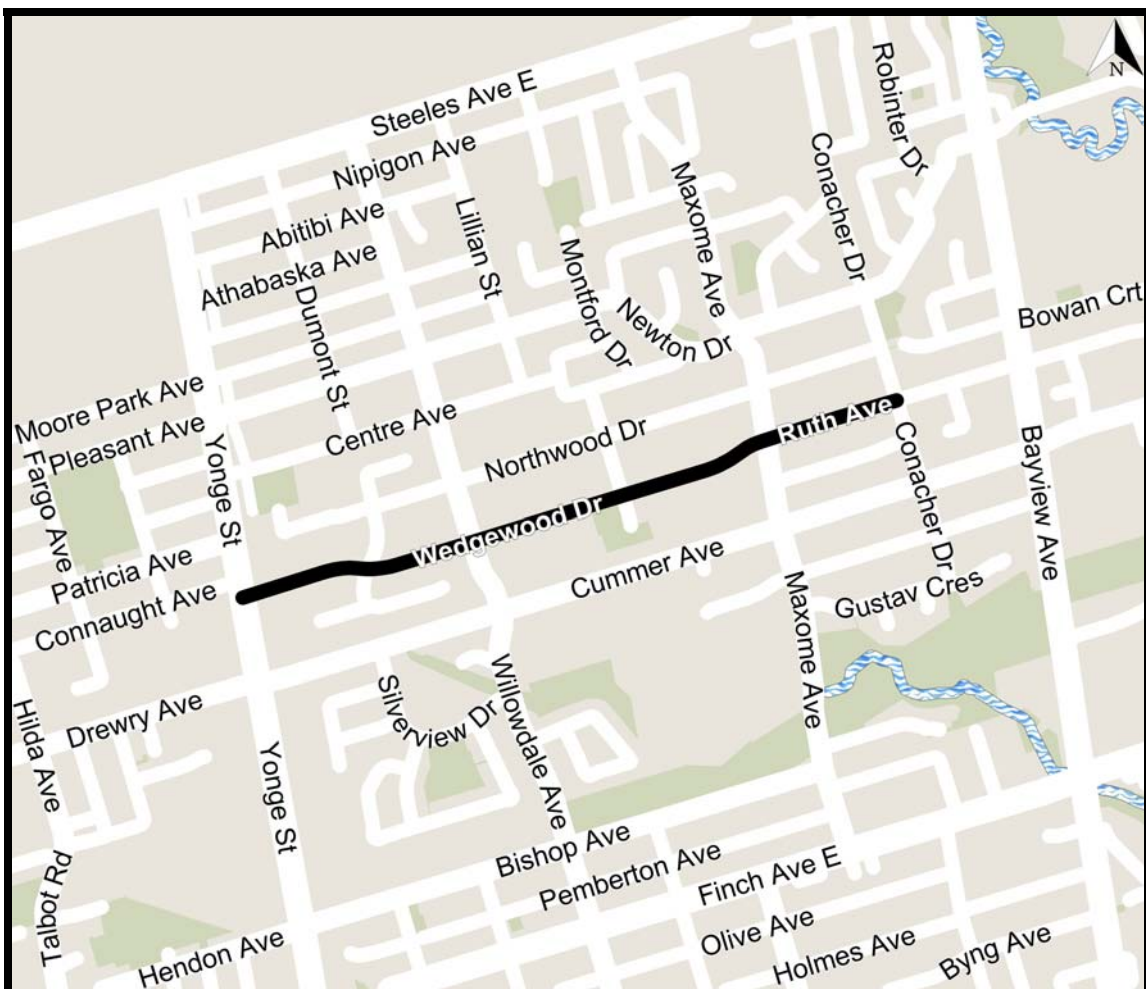 Steeles Ave E
Robinter Dr
N
Nipigon Ave
Conacher Dr
Maxome Ave
Abitibi Ave
Lillian St
Athabaska Ave
Montford Dr
Dumont St
Newton Dr
Bowan Crt
Moore Park Ave
Pleasant Ave
Centre Ave
Ruth Ave
Fargo Ave
Yonge St
Northwood Dr
Conacher Dr
Bayview Ave
Wedgewood Dr
Patricia Ave
Cummer Ave
Connaught Ave
Gustav Cres
Maxome Ave
Silverview Dr
Willowdale Ave
Drewry Ave
Hilda Ave
Yonge St
Bishop Ave
Pemberton Ave
Finch Ave E
Talbot Rd
Olive Ave
Hendon Ave
Holmes Ave
Byng Ave